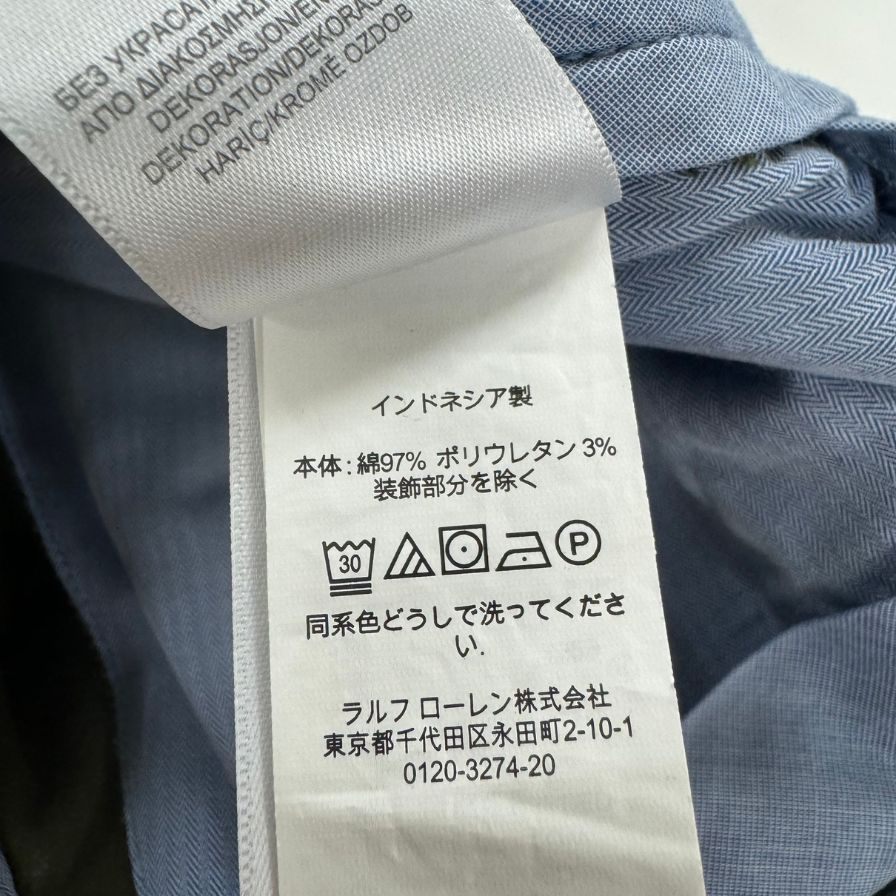 БЕЗ УКРАСА
ΑΠΟ ΔΙΑΚΟΣΜΗΣ
DEKORASJON/EN
DEKORATION/DEKORAS
HARİÇ/KROMĚ OZDOB
インドネシア製
本体 : 綿97% ポリウレタン 3%
装飾部分を除く
30 P
同系色どうしで洗ってくださ
い.
ラルフ ローレン株式会社
東京都千代田区永田町2-10-1
0120-3274-20